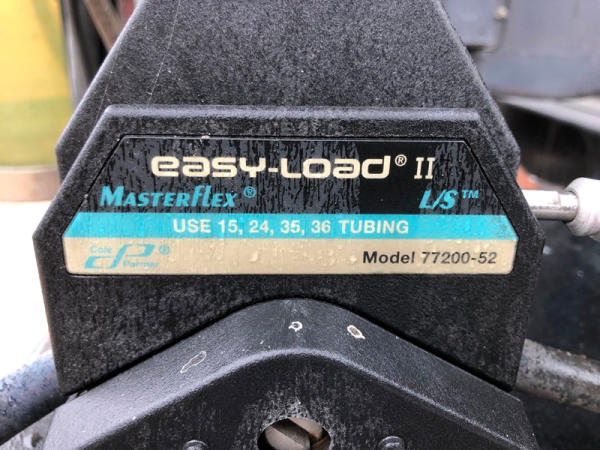 easy-Load® II
Masterflex® L/S™
USE 15, 24, 35, 36 TUBING
Cole Parmer® Model 77200-52